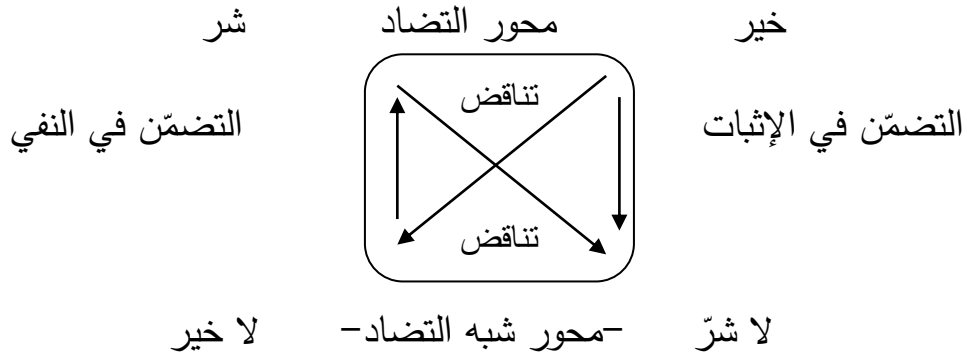 خير محور التضاد شر
تناقض
التضمّن في الإثبات التضمّن في النفي
تناقض
لا شرّ -محور شبه التضاد- لا خير